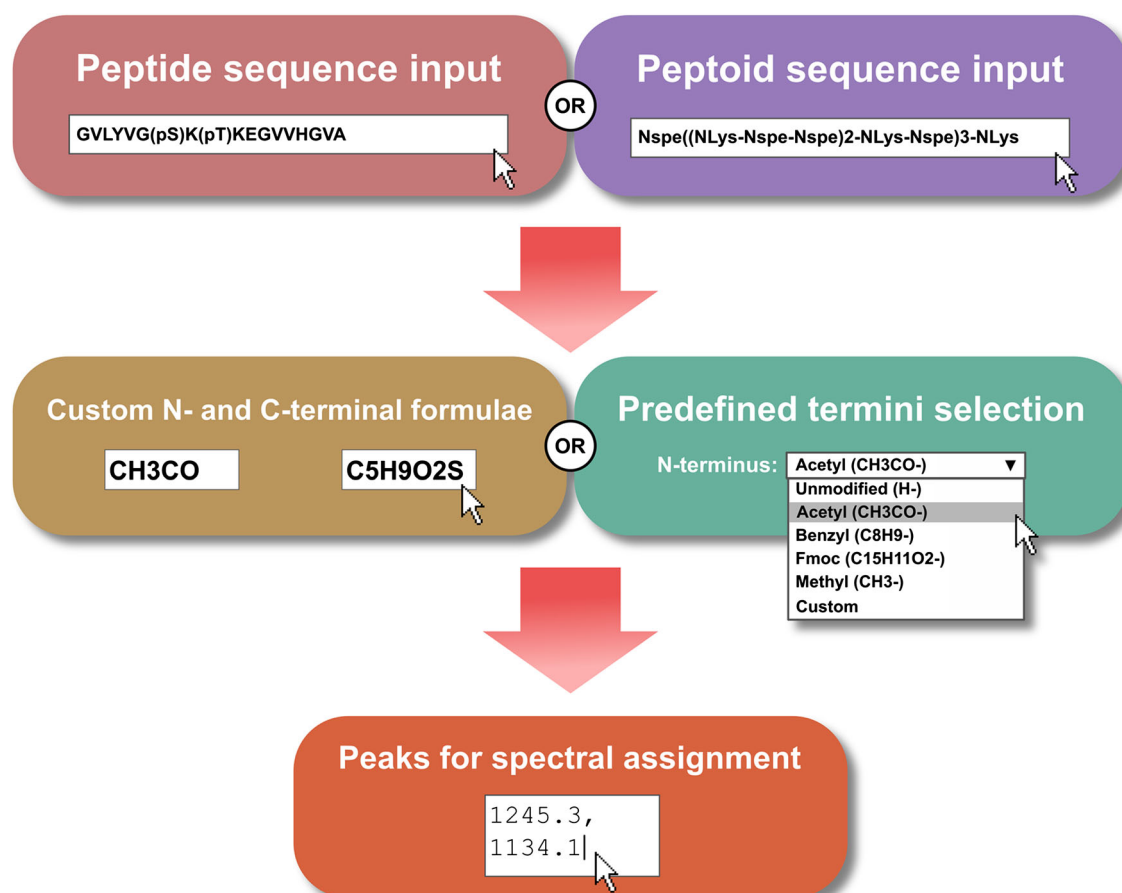 Peptide sequence input
GVLYVG(pS)K(pT)KEGVVHGVA
OR
Peptoid sequence input
Nspe((NLys-Nspe-Nspe)2-NLys-Nspe)3-NLys
Custom N- and C-terminal formulae
CH3CO
C5H9O2S
OR
Predefined termini selection
N-terminus:
Acetyl (CH3CO-) ▼
Unmodified (H-)
Acetyl (CH3CO-)
Benzyl (C8H9-)
Fmoc (C15H11O2-)
Methyl (CH3-)
Custom
Peaks for spectral assignment
1245.3,
1134.1